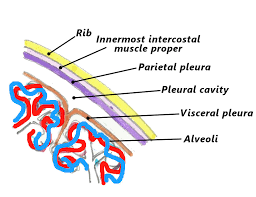 Rib
Innermost intercostal
muscle proper
Parietal pleura
Pleural cavity
Visceral pleura
Alveoli